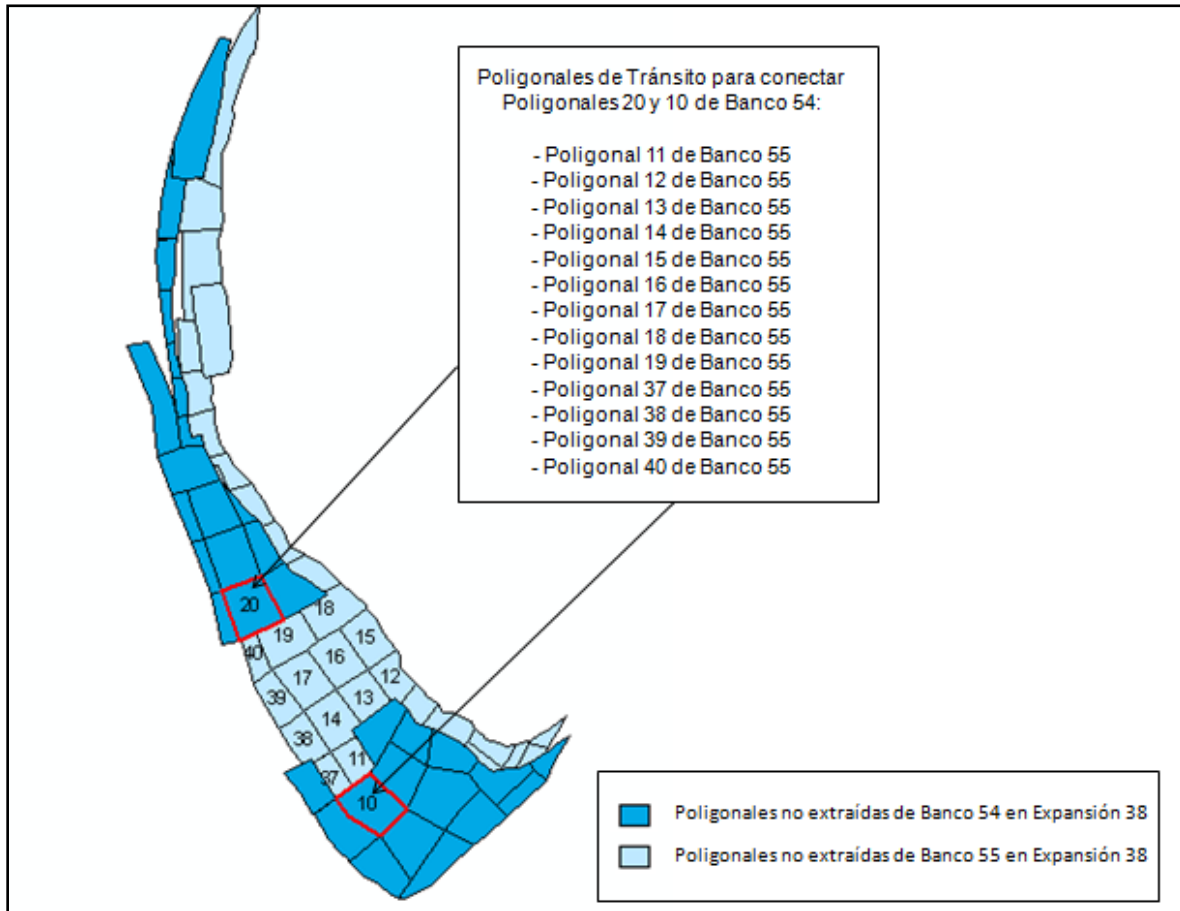 Poligonales de Tránsito para conectar
Poligonales 20 y 10 de Banco 54:
- Poligonal 11 de Banco 55
- Poligonal 12 de Banco 55
- Poligonal 13 de Banco 55
- Poligonal 14 de Banco 55
- Poligonal 15 de Banco 55
- Poligonal 16 de Banco 55
- Poligonal 17 de Banco 55
- Poligonal 18 de Banco 55
- Poligonal 19 de Banco 55
- Poligonal 37 de Banco 55
- Poligonal 38 de Banco 55
- Poligonal 39 de Banco 55
- Poligonal 40 de Banco 55
20
18
19
15
40
16
12
17
39
13
14
38
11
37
10
Poligonales no extraídas de Banco 54 en Expansión 38
Poligonales no extraídas de Banco 55 en Expansión 38